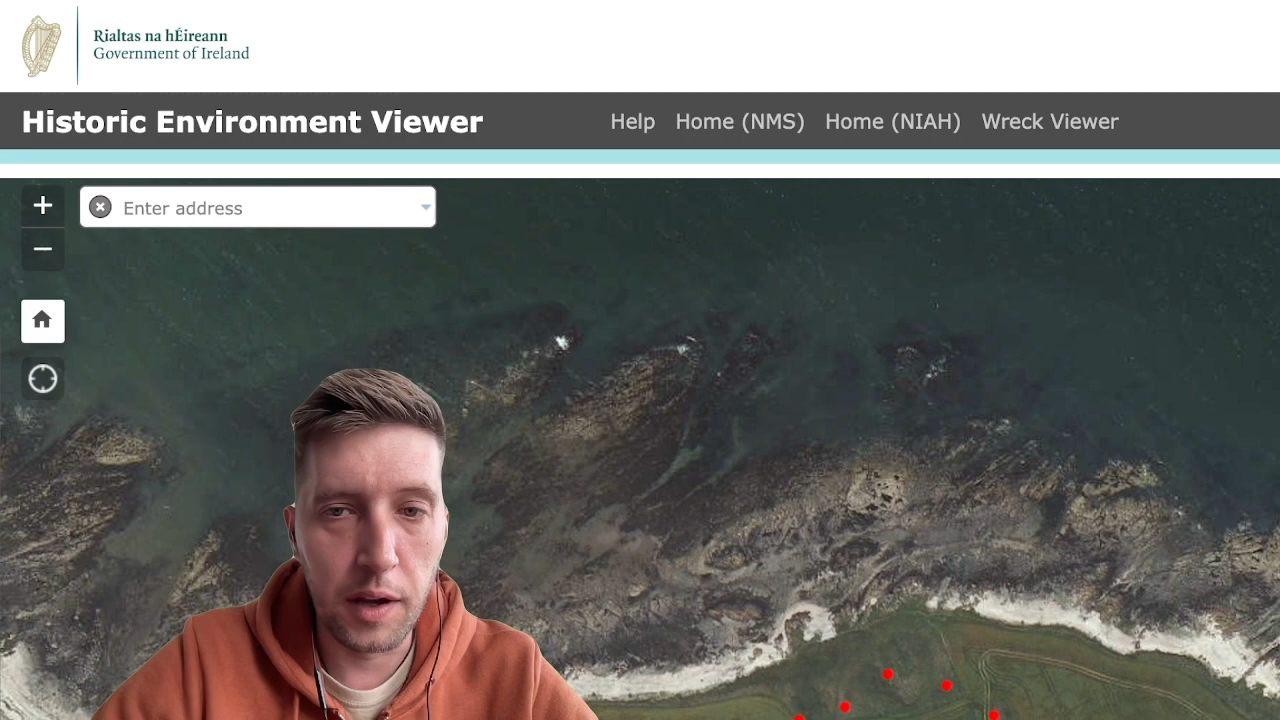 Rialtas na hÉireann
Government of Ireland
Historic Environment Viewer
Help Home (NMS) Home (NIAH) Wreck Viewer
+
Enter address
−